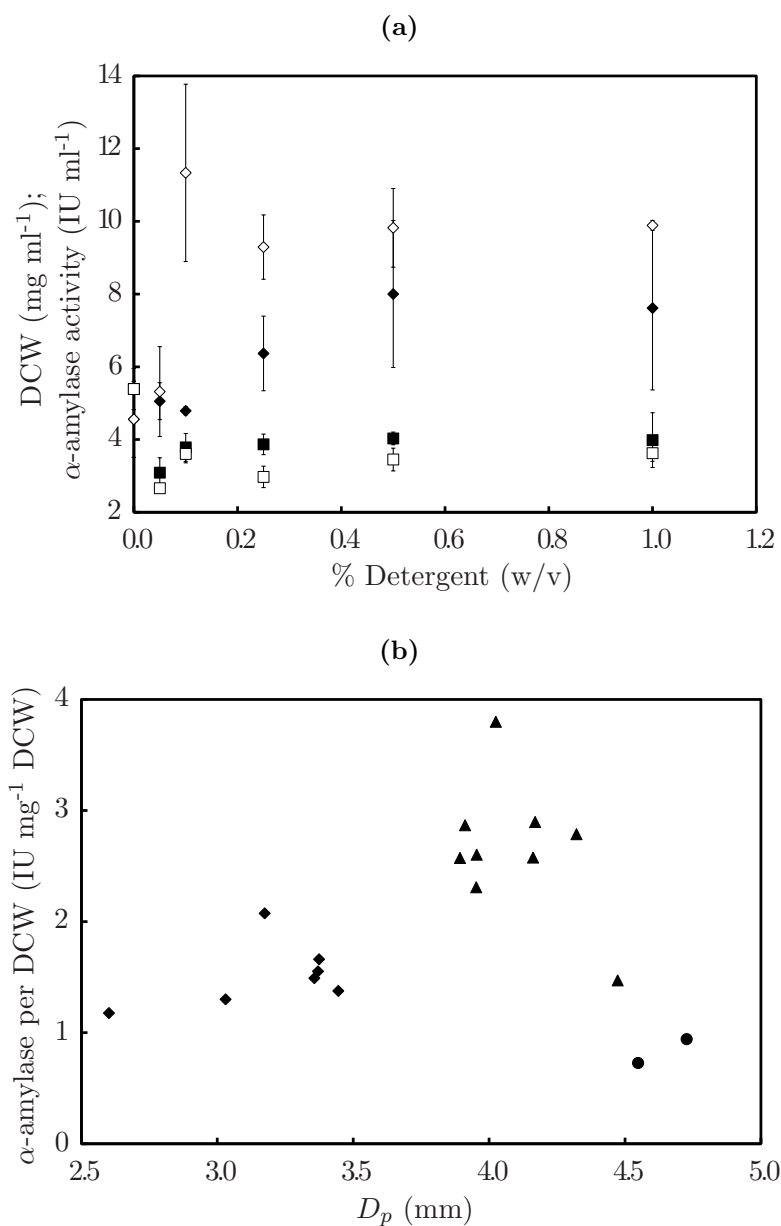 (a)
DCW (mg ml-1);
α-amylase activity (IU ml-1)
14
12
10
8
6
4
2
0.0 0.2 0.4 0.6 0.8 1.0 1.2
% Detergent (w/v)
(b)
α-amylase per DCW (IU mg-1 DCW)
4
3
2
1
0
2.5 3.0 3.5 4.0 4.5 5.0
Dp (mm)